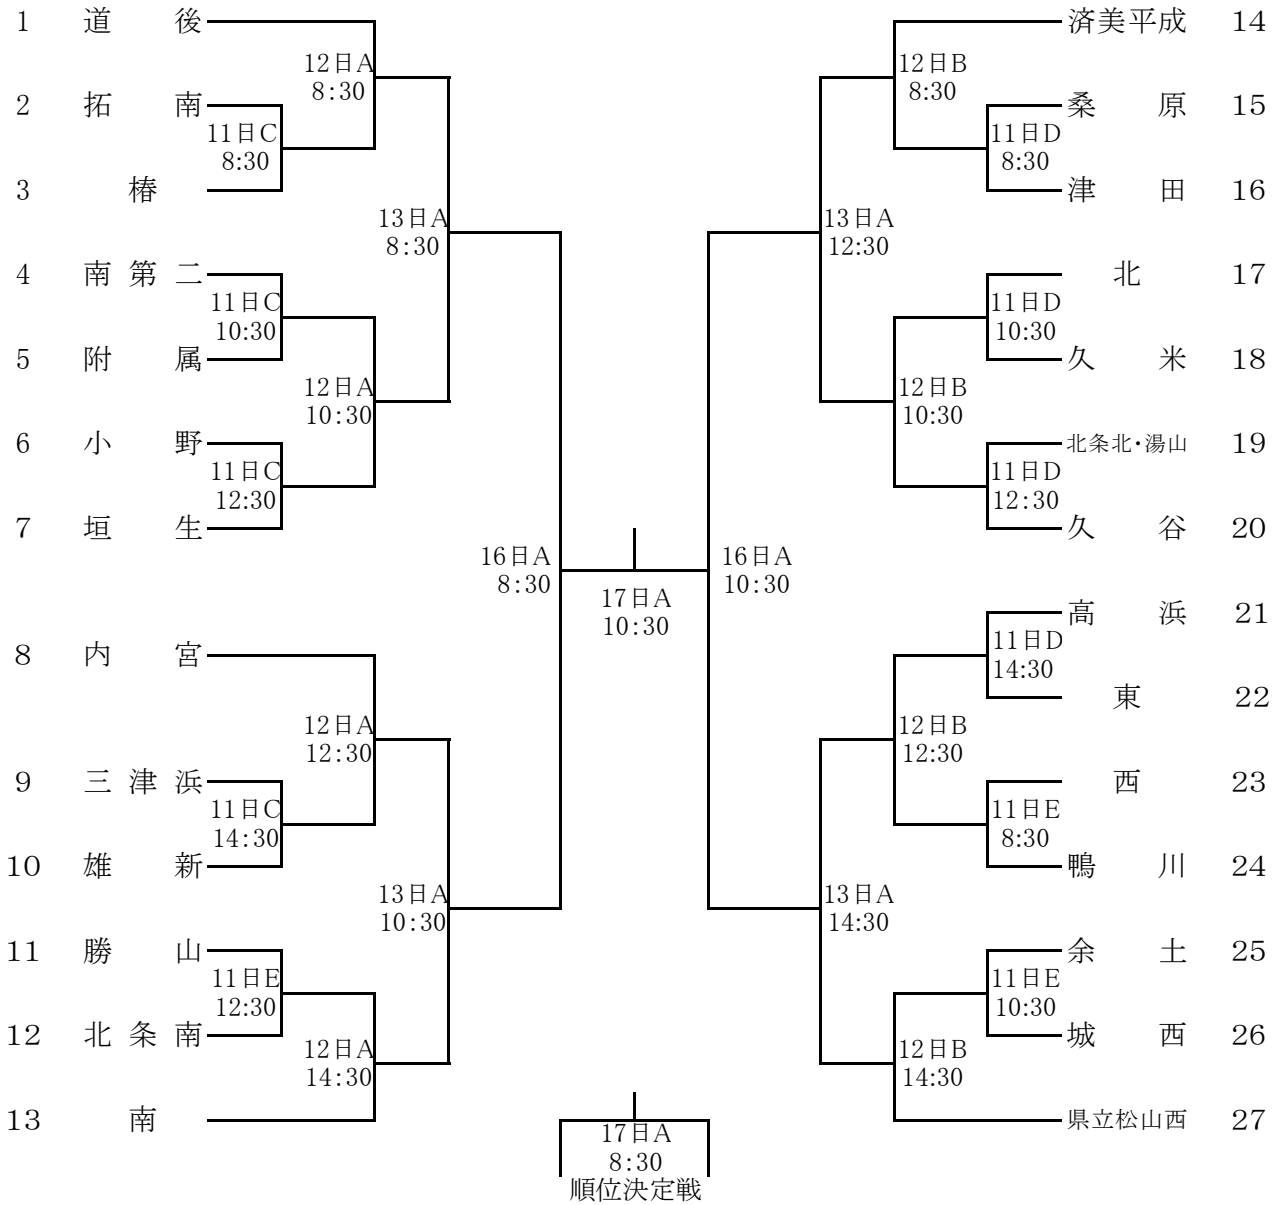 1 道後
12日A
8:30
2 拓南
11日C
8:30
3 椿
13日A
8:30
4 南第二
11日C
10:30
5 附属
12日A
10:30
6 小野
11日C
12:30
7 垣生
16日A
8:30
8 内宮
12日A
12:30
9 三津浜
11日C
14:30
10 雄新
13日A
10:30
11 勝山
11日E
12:30
12 北条南
12日A
14:30
13 南
17日A
10:30
17日A
8:30
順位決定戦
済美平成 14
12日B
8:30
桑原 15
11日D
8:30
津田 16
13日A
12:30
北 17
11日D
10:30
久米 18
12日B
10:30
北条北・湯山 19
11日D
12:30
久谷 20
16日A
10:30
高浜 21
11日D
14:30
東 22
12日B
12:30
西 23
11日E
8:30
鴨川 24
13日A
14:30
余土 25
11日E
10:30
城西 26
12日B
14:30
県立松山西 27